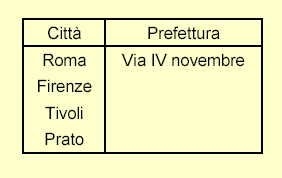 Città Prefettura
Roma Via IV novembre
Firenze
Tivoli
Prato